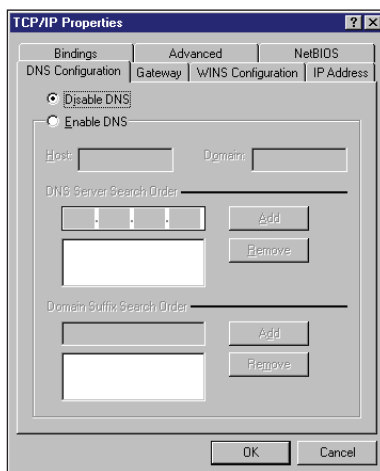 TCP/IP Properties
Bindings Advanced NetBIOS
DNS Configuration Gateway WINS Configuration IP Address
Disable DNS
Enable DNS
Host: Domain:
DNS Server Search Order
Add
Remove
Domain Suffix Search Order
Add
Remove
OK Cancel